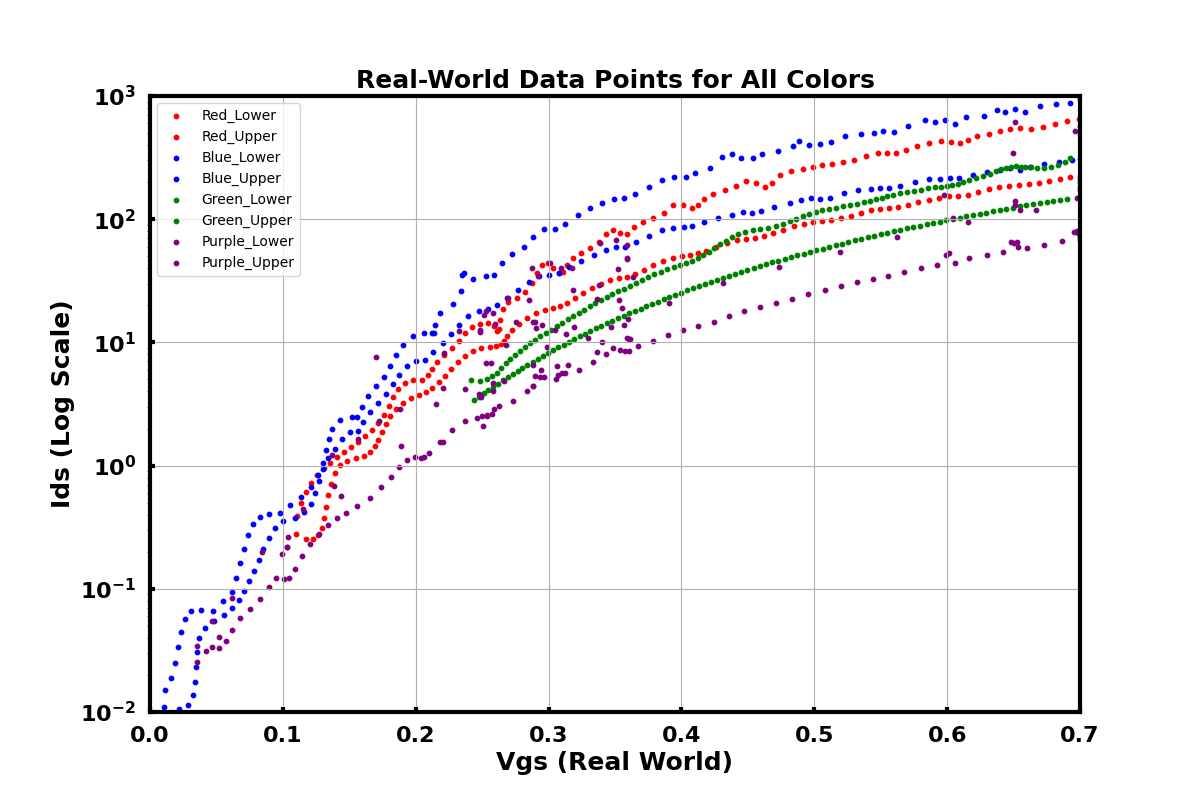 Real-World Data Points for All Colors
10³
10²
10¹
10⁰
10⁻¹
10⁻²
Ids (Log Scale)
Red_Lower
Red_Upper
Blue_Lower
Blue_Upper
Green_Lower
Green_Upper
Purple_Lower
Purple_Upper
0.0 0.1 0.2 0.3 0.4 0.5 0.6 0.7
Vgs (Real World)